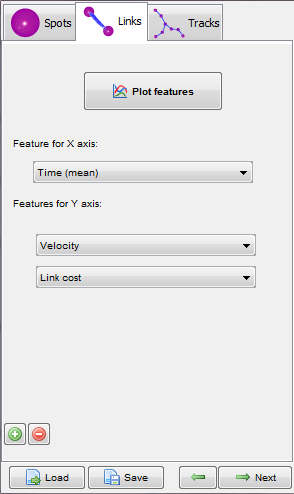 Spots Links Tracks
Plot features
Feature for X axis:
Time (mean)
Features for Y axis:
Velocity
Link cost
Load Save Next